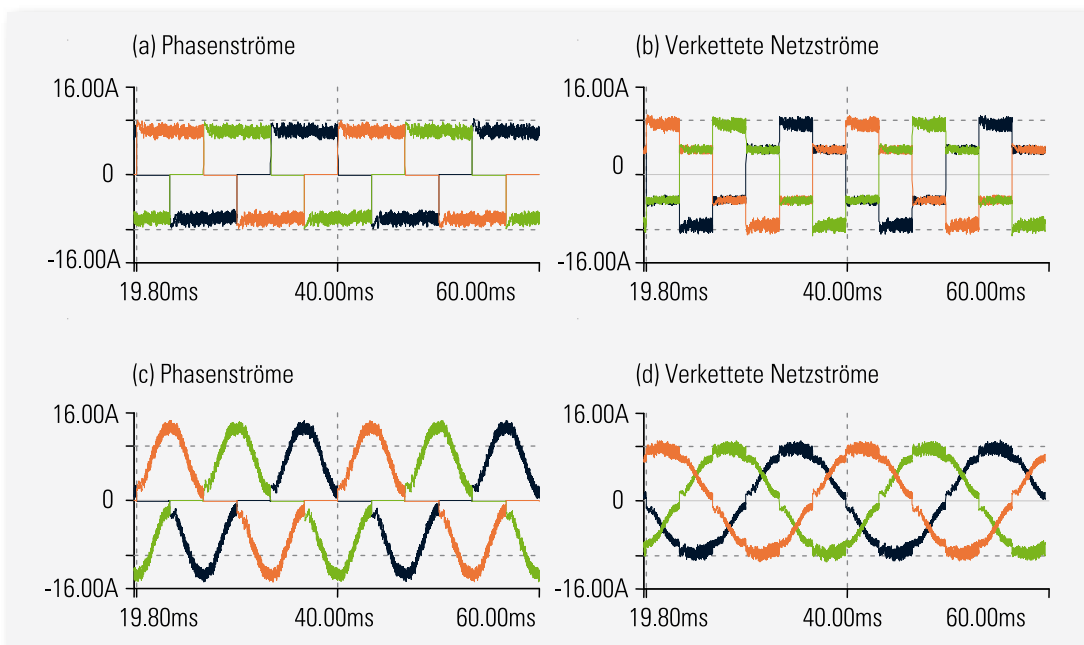 (a) Phasenströme
16.00A
0
-16.00A
19.80ms 40.00ms 60.00ms
(b) Verkettete Netzströme
16.00A
0
-16.00A
19.80ms 40.00ms 60.00ms
(c) Phasenströme
16.00A
0
-16.00A
19.80ms 40.00ms 60.00ms
(d) Verkettete Netzströme
16.00A
0
-16.00A
19.80ms 40.00ms 60.00ms